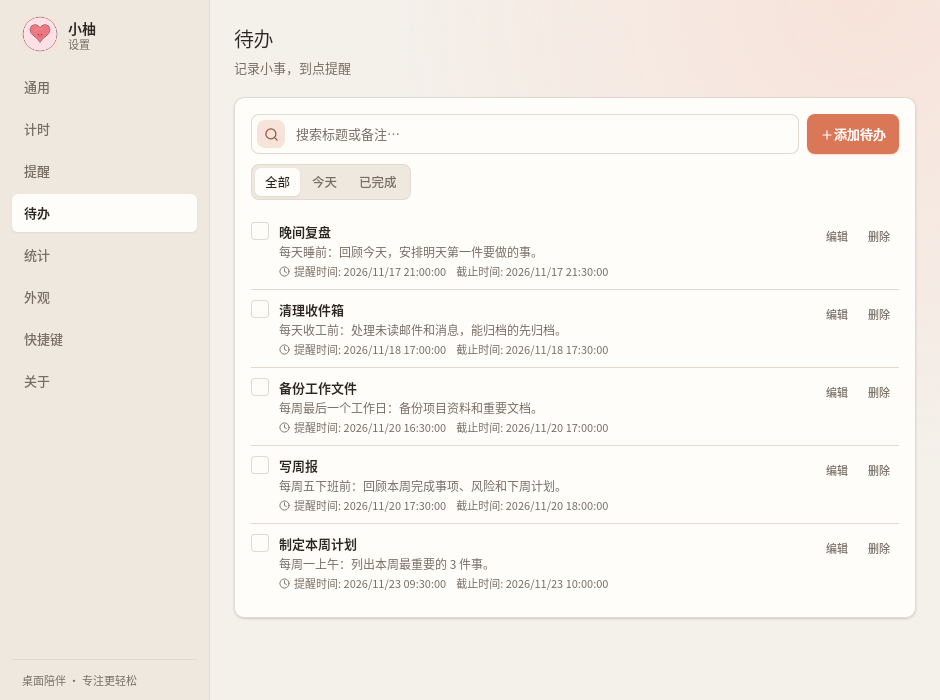 小柚
设置
通用
计时
提醒
待办
统计
外观
快捷键
关于
桌面陪伴 · 专注更轻松
待办
记录小事，到点提醒
搜索标题或备注…
＋添加待办
全部 今天 已完成
晚间复盘
编辑 删除
每天睡前：回顾今天，安排明天第一件要做的事。
提醒时间: 2026/11/17 21:00:00 截止时间: 2026/11/17 21:30:00
清理收件箱
编辑 删除
每天收工前：处理未读邮件和消息，能归档的先归档。
提醒时间: 2026/11/18 17:00:00 截止时间: 2026/11/18 17:30:00
备份工作文件
编辑 删除
每周最后一个工作日：备份项目资料和重要文档。
提醒时间: 2026/11/20 16:30:00 截止时间: 2026/11/20 17:00:00
写周报
编辑 删除
每周五下班前：回顾本周完成事项、风险和下周计划。
提醒时间: 2026/11/20 17:30:00 截止时间: 2026/11/20 18:00:00
制定本周计划
编辑 删除
每周一上午：列出本周最重要的 3 件事。
提醒时间: 2026/11/23 09:30:00 截止时间: 2026/11/23 10:00:00